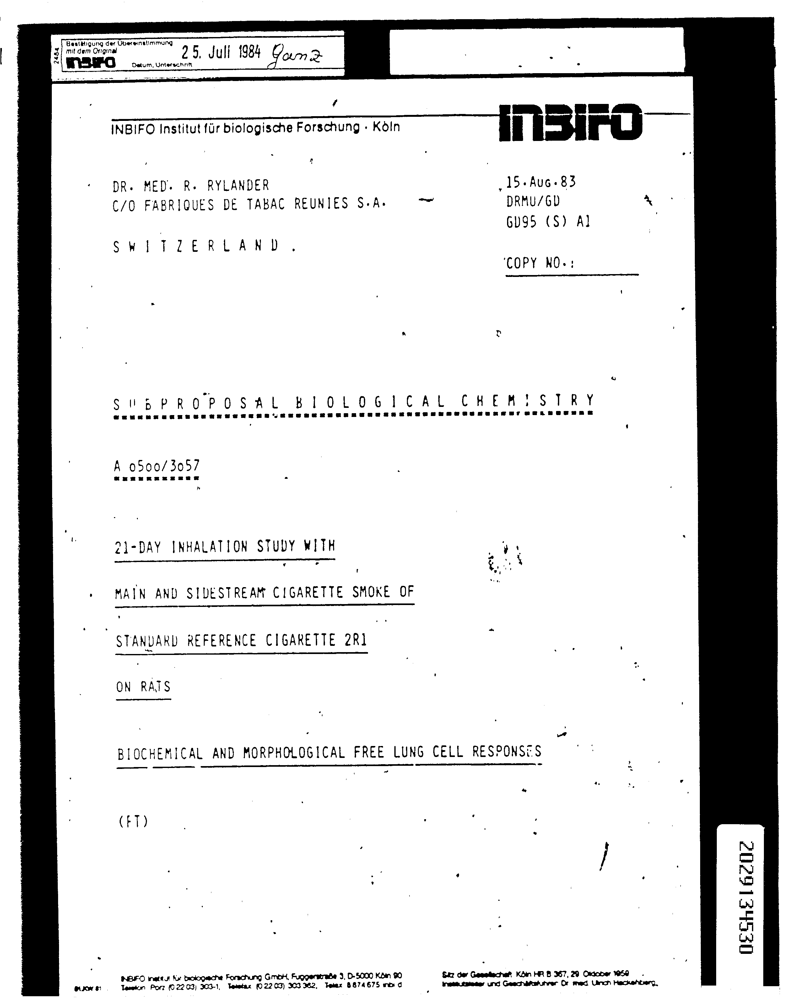 Bestätigung der Übereinstimmung
mit dem Original
INBIFO
Datum, Unterschrift
25. Juli 1984 Ganz
2484
INBIFO Institut für biologische Forschung · Köln
INBIFO
DR. MED. R. RYLANDER
C/O FABRIQUES DE TABAC REUNIES S.A.
S W I T Z E R L A N D .
15.AUG.83
DRMU/GD
GD95 (S) A1
COPY NO.:
S U B P R O P O S A L  B I O L O G I C A L  C H E M I S T R Y
A 0500/3057
21-DAY INHALATION STUDY WITH
MAIN AND SIDESTREAM CIGARETTE SMOKE OF
STANDARD REFERENCE CIGARETTE 2R1
ON RATS
BIOCHEMICAL AND MORPHOLOGICAL FREE LUNG CELL RESPONSES
(FT)
2029134530
INBIFO Institut für biologische Forschung GmbH, Fuggerstraße 3, D-5000 Köln 90
Telefon Porz (0 22 03) 303-1, Telefax (0 22 03) 303 362, Telex 8 874 675 inbi d
Sitz der Gesellschaft: Köln HR B 367, 29 Oktober 1959
Institutsleiter und Geschäftsführer Dr med. Ulrich Hackenberg